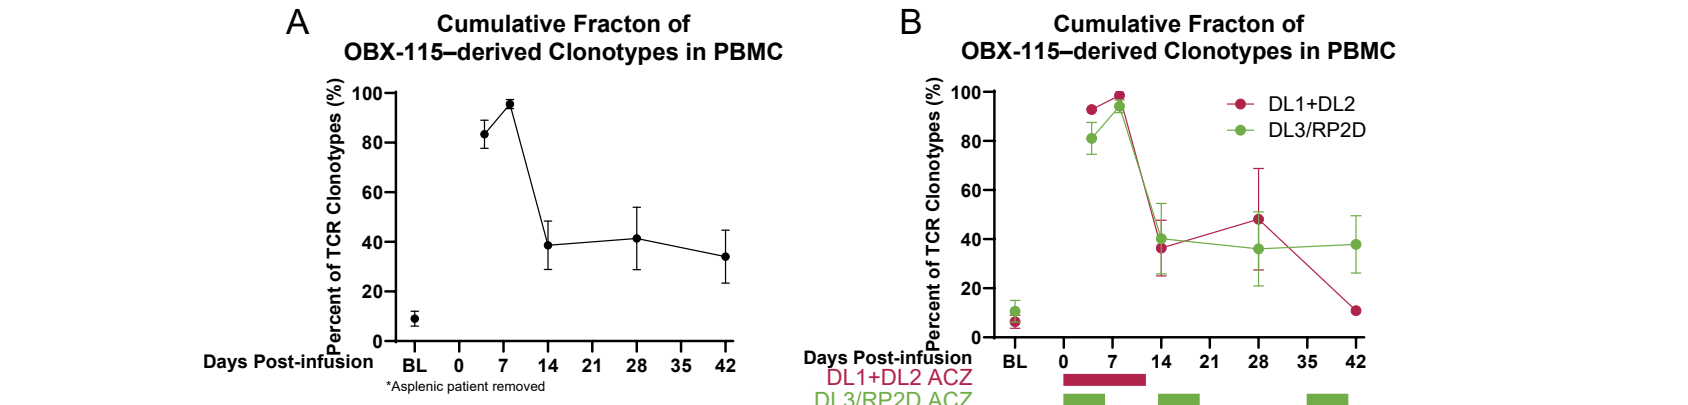 A
Cumulative Fracton of
OBX-115–derived Clonotypes in PBMC
Percent of TCR Clonotypes (%)
100
80
60
40
20
0
Days Post-infusion
BL 0 7 14 21 28 35 42
*Asplenic patient removed
B
Cumulative Fracton of
OBX-115–derived Clonotypes in PBMC
Percent of TCR Clonotypes (%)
100
80
60
40
20
0
DL1+DL2
DL3/RP2D
Days Post-infusion
BL 0 7 14 21 28 35 42
DL1+DL2 ACZ
DL3/RP2D ACZ